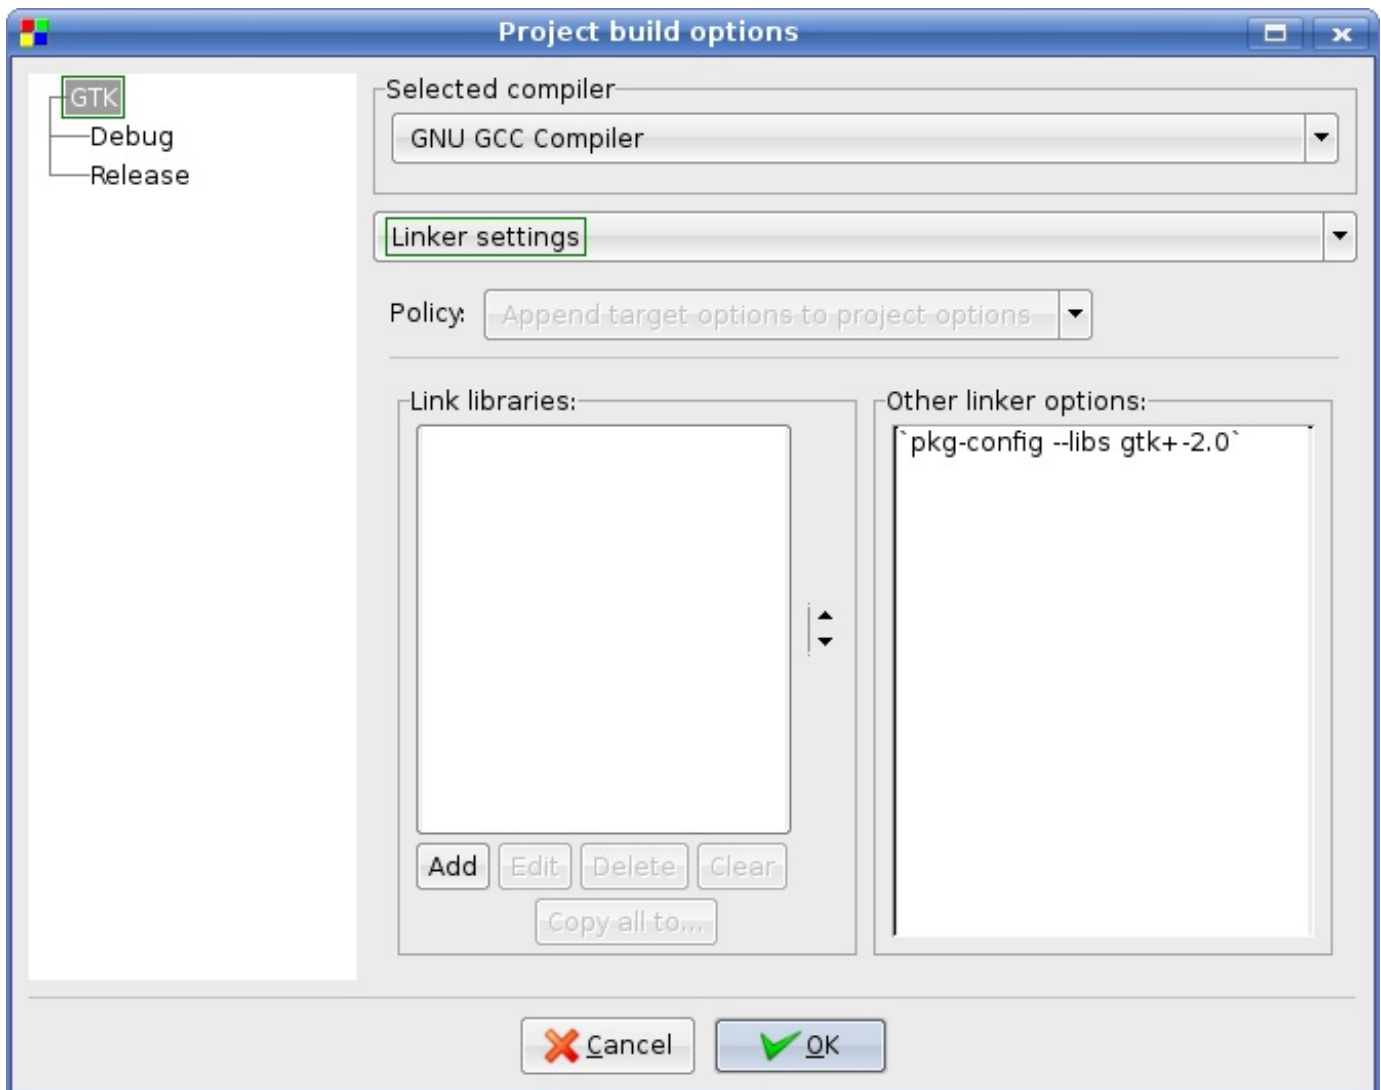 Project build options
GTK
Debug
Release
Selected compiler
GNU GCC Compiler
Linker settings
Policy:
Append target options to project options
Link libraries:
Add
Edit
Delete
Clear
Copy all to...
Other linker options:
`pkg-config --libs gtk+-2.0`
Cancel
OK